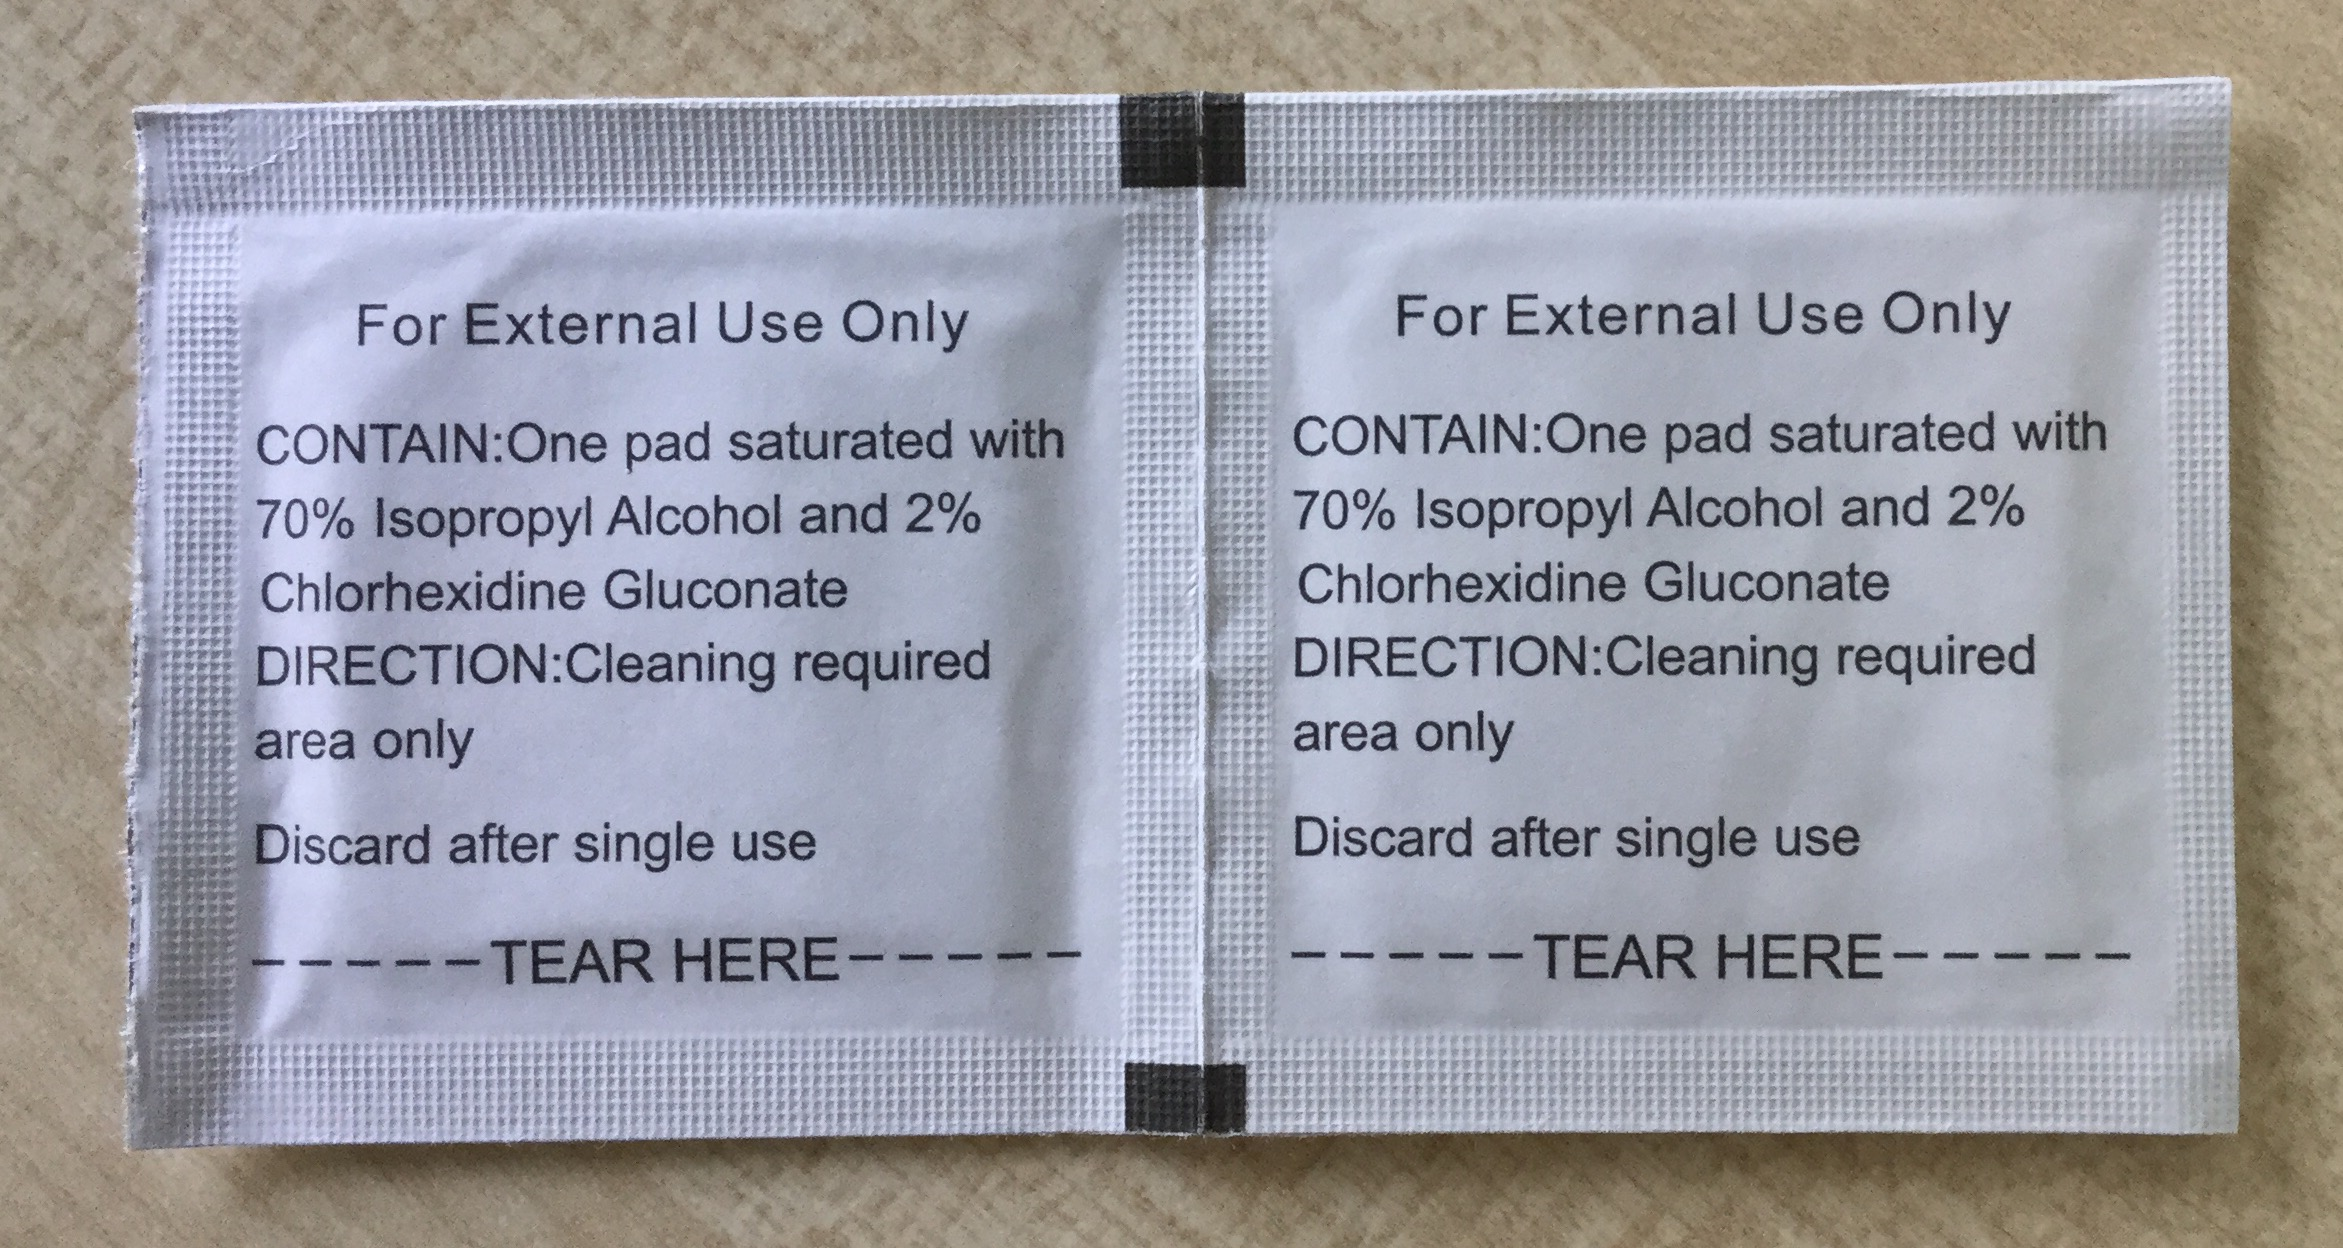 For External Use Only
CONTAIN:One pad saturated with
70% Isopropyl Alcohol and 2%
Chlorhexidine Gluconate
DIRECTION:Cleaning required
area only
Discard after single use
-----TEAR HERE-----
For External Use Only
CONTAIN:One pad saturated with
70% Isopropyl Alcohol and 2%
Chlorhexidine Gluconate
DIRECTION:Cleaning required
area only
Discard after single use
-----TEAR HERE-----